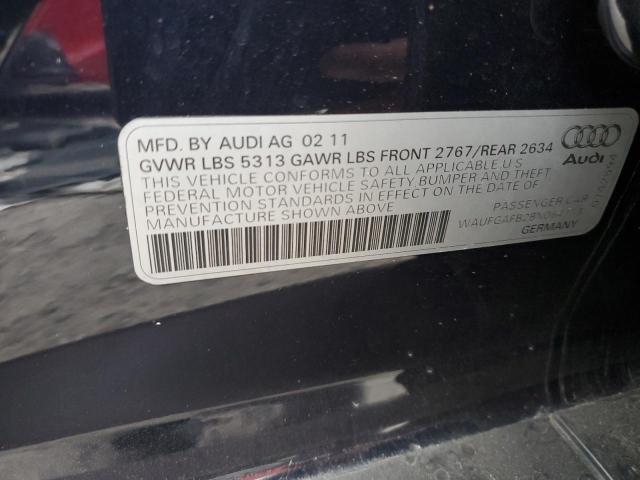 MFD. BY AUDI AG 02 11
GVWR LBS 5313 GAWR LBS FRONT 2767/REAR 2634
THIS VEHICLE CONFORMS TO ALL APPLICABLE U.S
FEDERAL MOTOR VEHICLE SAFETY, BUMPER AND THEFT
PREVENTION STANDARDS IN EFFECT ON THE DATE OF
MANUFACTURE SHOWN ABOVE
Audi
PASSENGER CAR
GERMANY